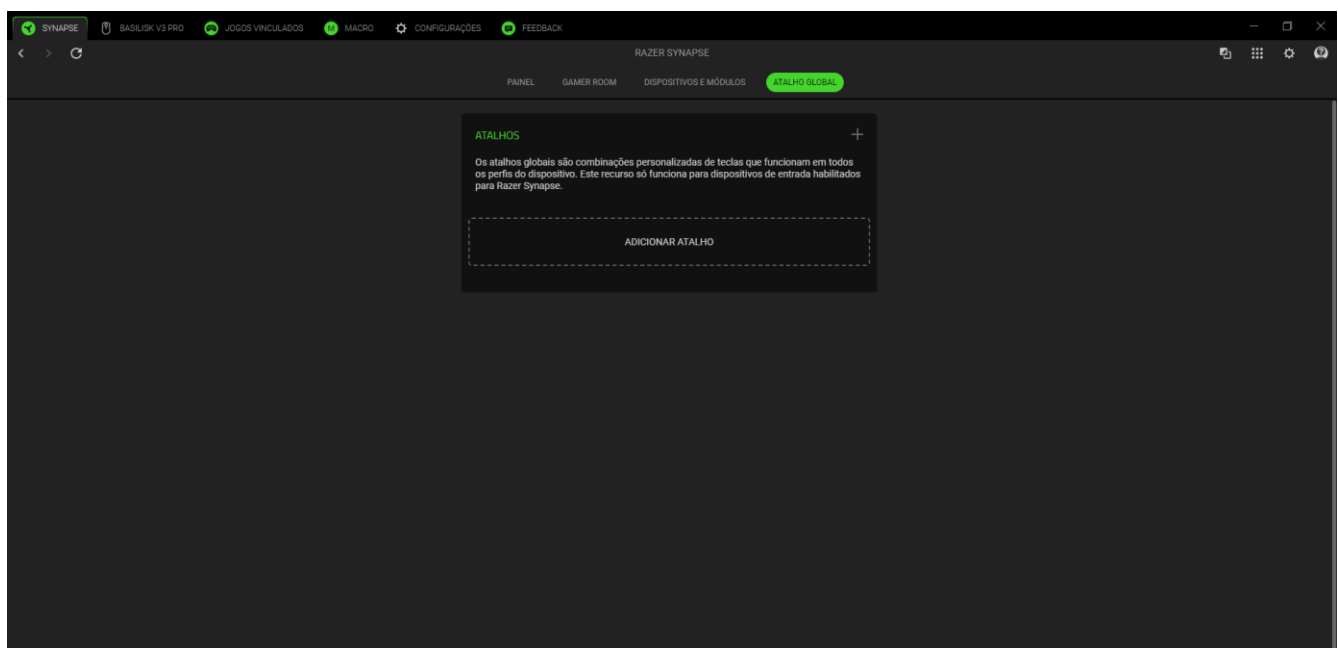 SYNAPSE BASILISK V3 PRO JOGOS VINCULADOS M MACRO CONFIGURAÇÕES FEEDBACK
RAZER SYNAPSE
PAINEL GAMER ROOM DISPOSITIVOS E MÓDULOS ATALHO GLOBAL
ATALHOS
Os atalhos globais são combinações personalizadas de teclas que funcionam em todos
os perfis do dispositivo. Este recurso só funciona para dispositivos de entrada habilitados
para Razer Synapse.
ADICIONAR ATALHO